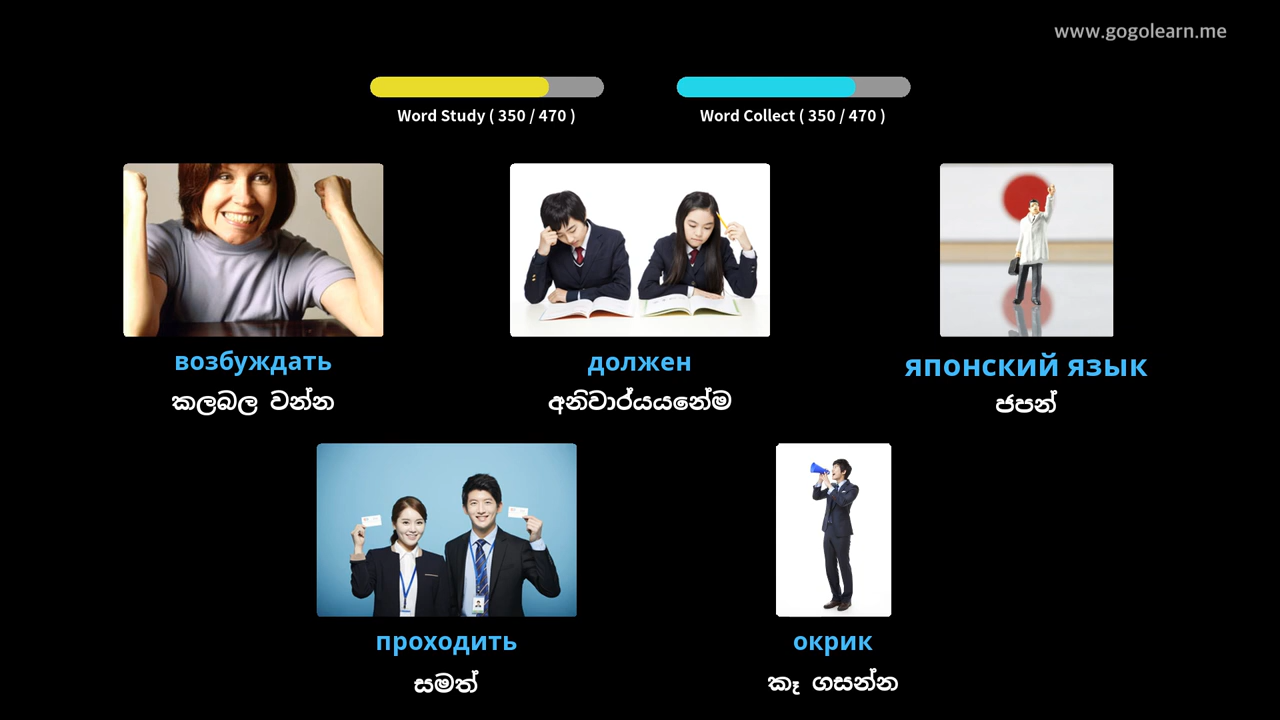 www.gogolearn.me
Word Study ( 350 / 470 )
Word Collect ( 350 / 470 )
возбуждать
කලබල වන්න
должен
අනිවාර්යයනේම
японский язык
ජපන්
проходить
සමත්
окрик
කෑ ගසන්න